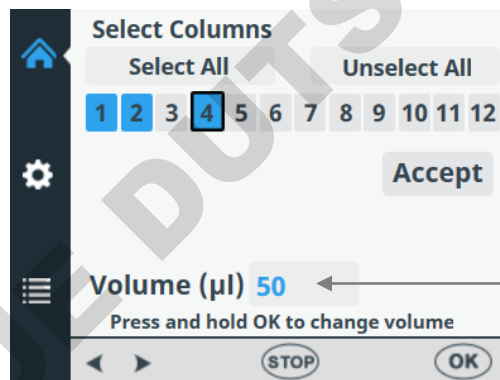 Select Columns
Select All Unselect All
1 2 3 4 5 6 7 8 9 10 11 12
Accept
Volume (µl) 50
Press and hold OK to change volume
STOP OK